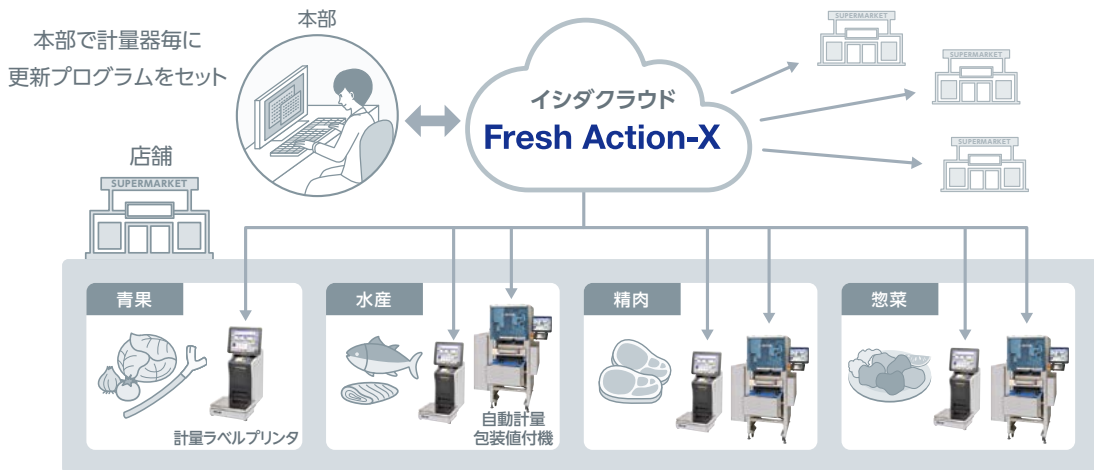 本部
本部で計量器毎に
更新プログラムをセット
イシダクラウド
Fresh Action-X
SUPERMARKET
SUPERMARKET
SUPERMARKET
店舗
SUPERMARKET
青果
水産
精肉
惣菜
計量ラベルプリンタ
自動計量
包装値付機